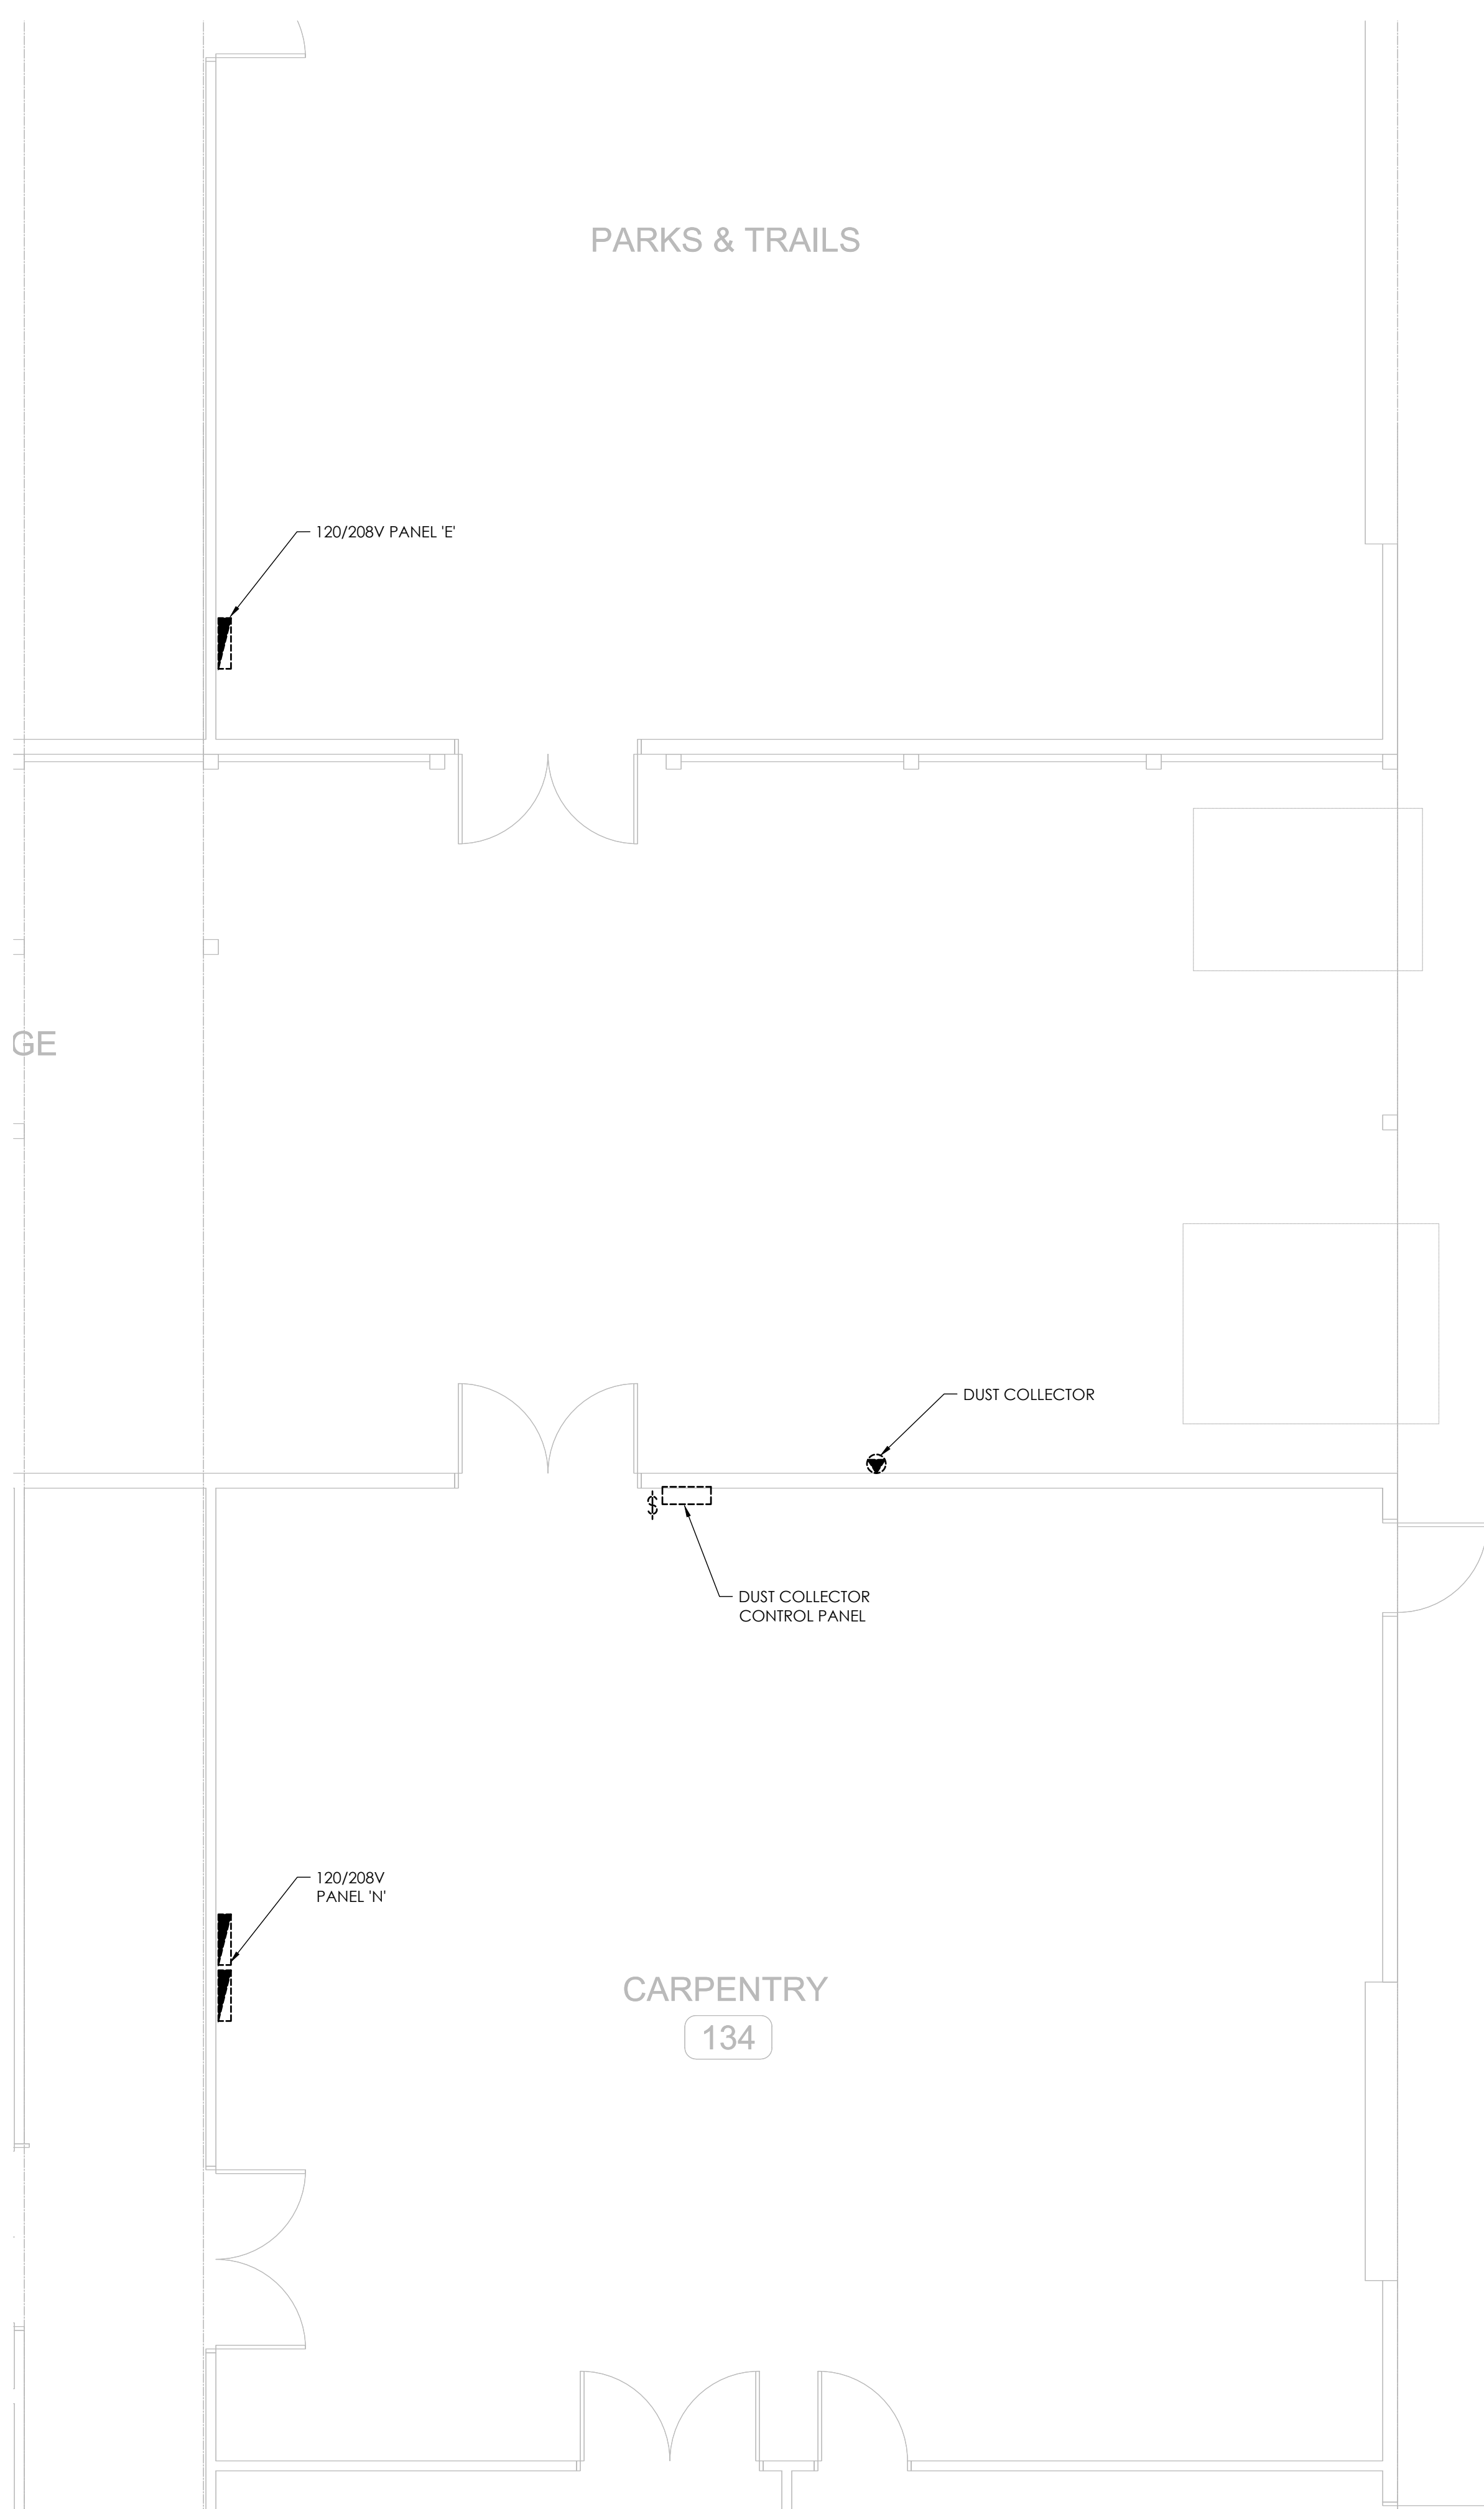 PARKS & TRAILS
120/208V PANEL 'E'
GE
DUST COLLECTOR
$
DUST COLLECTOR
CONTROL PANEL
120/208V
PANEL 'N'
CARPENTRY
134